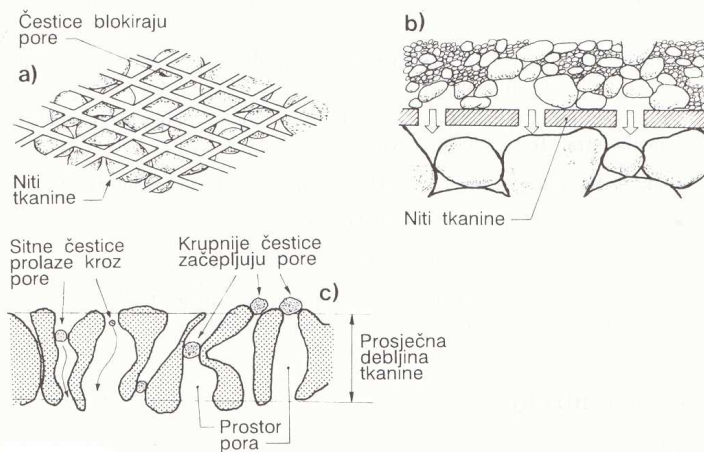 Čestice blokiraju
pore
a)
Niti
tkanine
b)
Niti tkanine
Sitne čestice
prolaze kroz
pore
Krupnije čestice
začepljuju pore
c)
Prosječna
debljina
tkanine
Prostor
pora